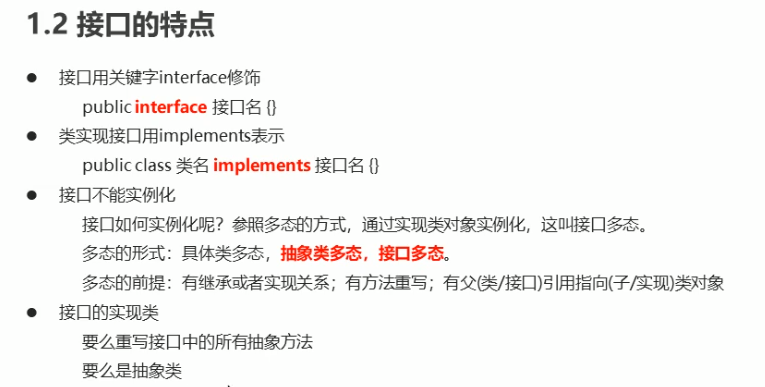 1.2 接口的特点
● 接口用关键字interface修饰
public interface 接口名 {}
● 类实现接口用implements表示
public class 类名 implements 接口名 {}
● 接口不能实例化
接口如何实例化呢？参照多态的方式，通过实现类对象实例化，这叫接口多态。
多态的形式：具体类多态，抽象类多态，接口多态。
多态的前提：有继承或者实现关系；有方法重写；有父(类/接口)引用指向(子/实现)类对象
● 接口的实现类
要么重写接口中的所有抽象方法
要么是抽象类